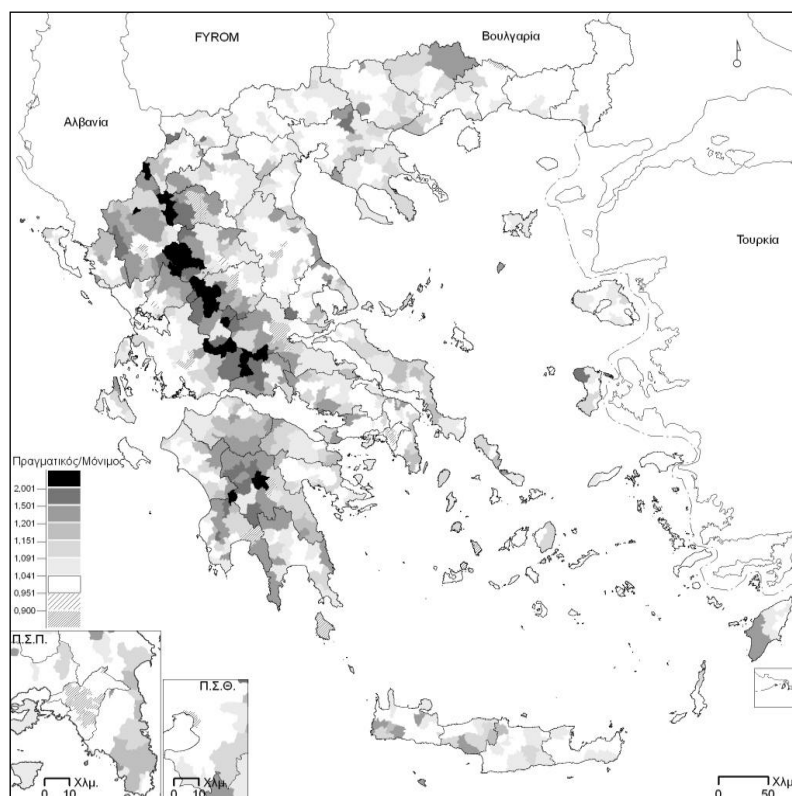 FYROM
Βουλγαρία
Αλβανία
Τουρκία
Πραγματικός/Μόνιμος
2,001
1,501
1,201
1,151
1,091
1,041
0,951
0,900
Π.Σ.Π.
Π.Σ.Θ.
Χλμ.
0 10
Χλμ.
0 10
Χλμ
0 50